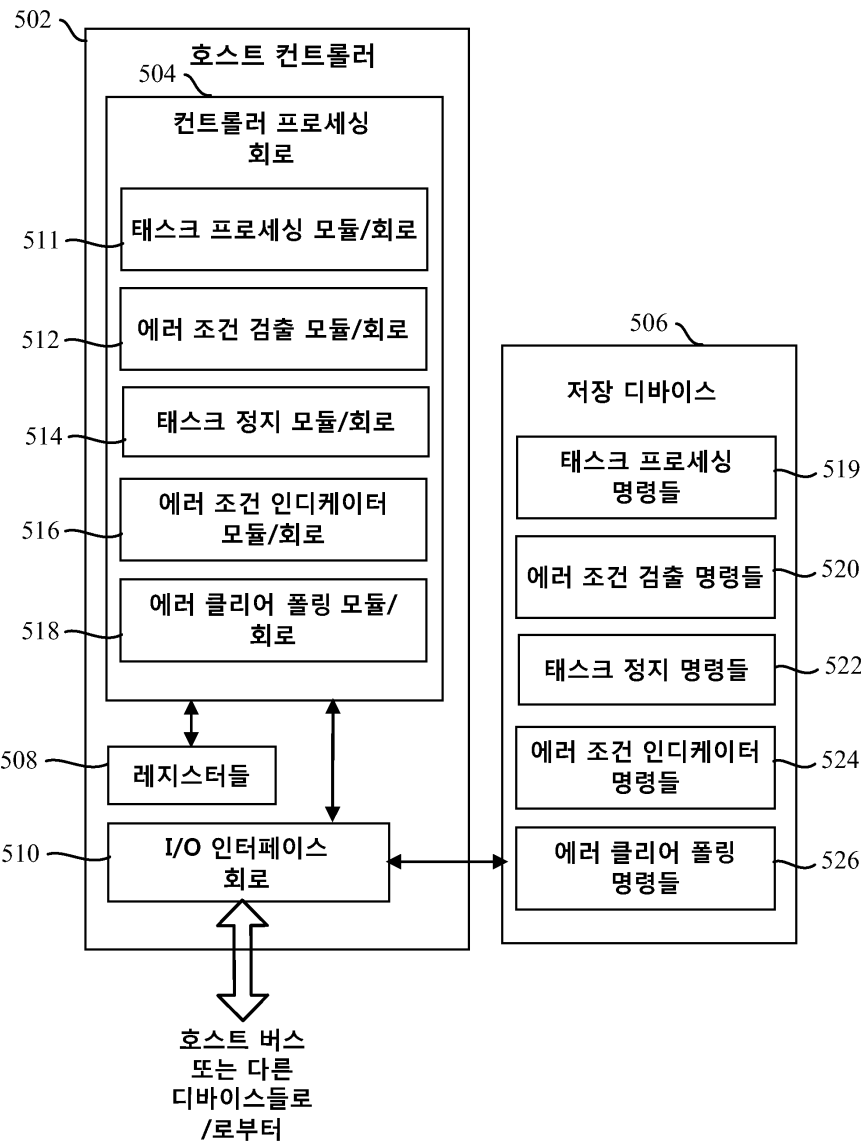 502
호스트 컨트롤러
504
컨트롤러 프로세싱
회로
511
태스크 프로세싱 모듈/회로
512
에러 조건 검출 모듈/회로
514
태스크 정지 모듈/회로
516
에러 조건 인디케이터
모듈/회로
518
에러 클리어 폴링 모듈/
회로
508
레지스터들
510
I/O 인터페이스
회로
호스트 버스
또는 다른
디바이스들로
/로부터
506
저장 디바이스
태스크 프로세싱
명령들
519
에러 조건 검출 명령들
520
태스크 정지 명령들
522
에러 조건 인디케이터
명령들
524
에러 클리어 폴링
명령들
526